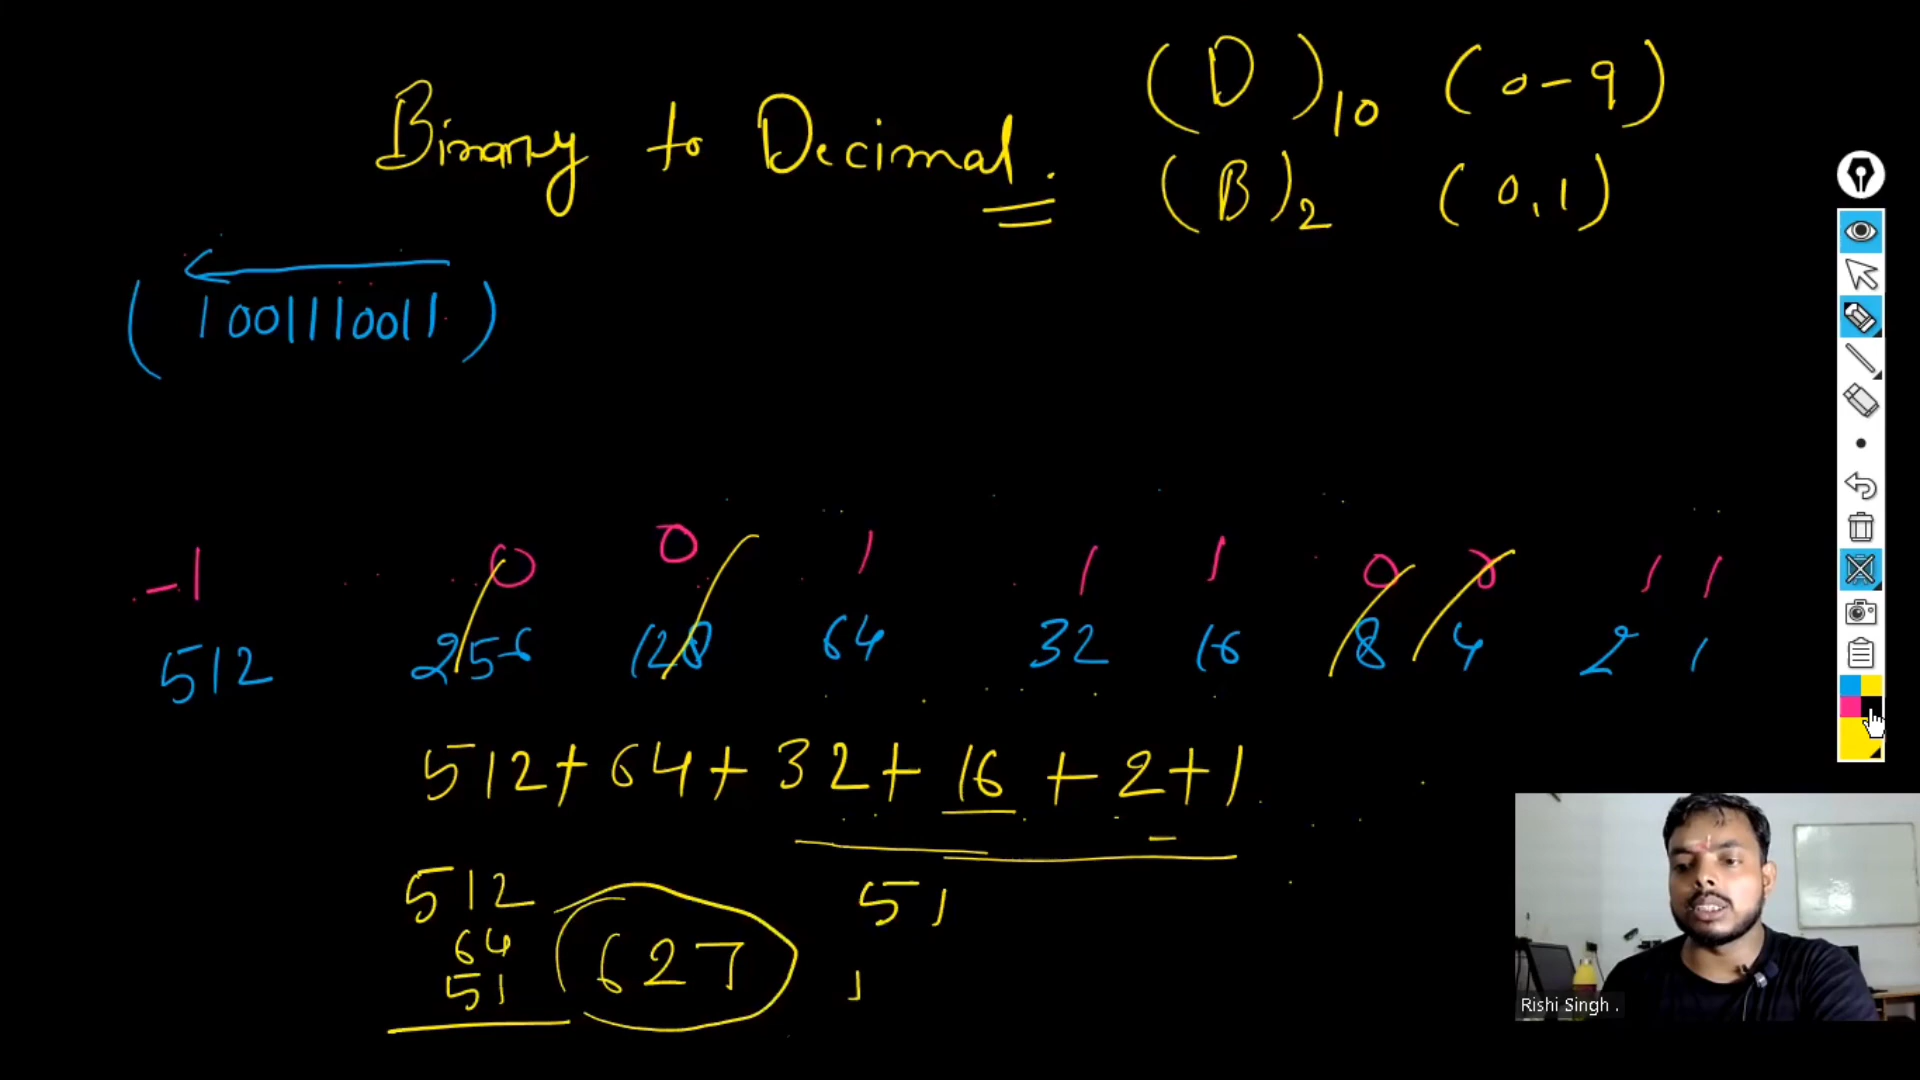 Binary to Decimal.
(D)10 (0-9)
(B)2 (0,1)
(1001110011)
-1 0 0 1 1 1 0 0 1 1
512 256 128 64 32 16 8 4 2 1
512+64+32+16+2+1
512
64
51
627
51
1
Rishi Singh .